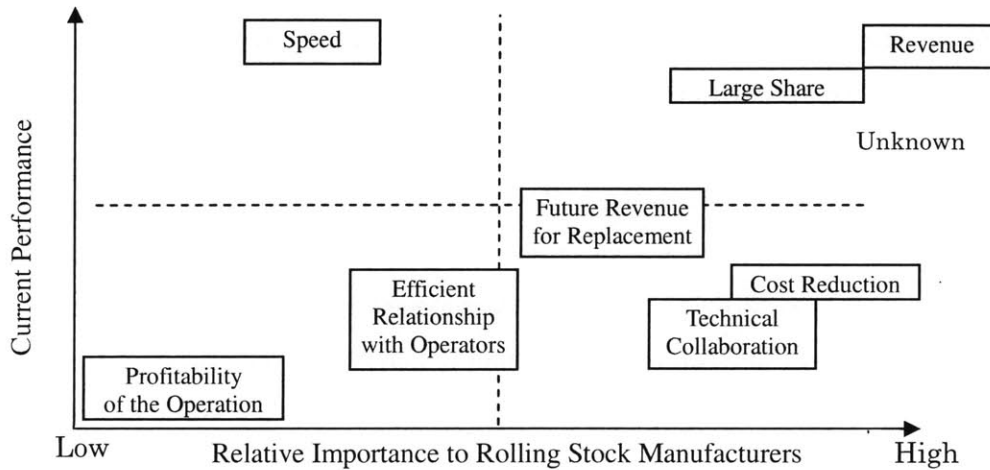 Speed
Revenue
Large Share
Unknown
Future Revenue
for Replacement
Cost Reduction
Efficient
Relationship
with Operators
Technical
Collaboration
Profitability
of the Operation
Current Performance
Low
Relative Importance to Rolling Stock Manufacturers
High